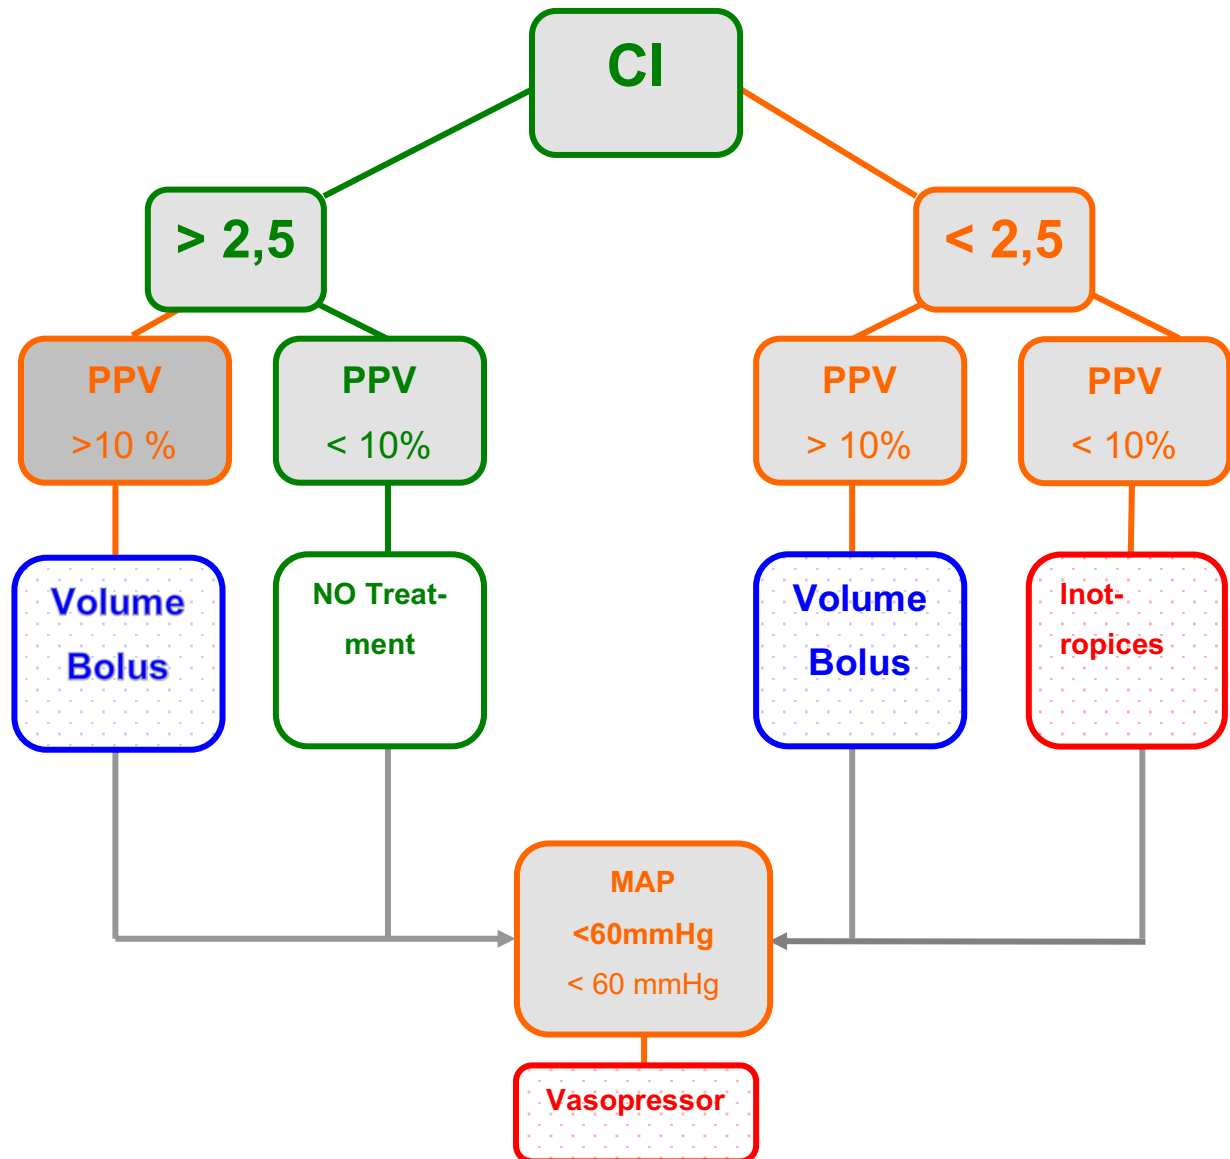 CI
> 2,5
< 2,5
PPV
>10 %
PPV
< 10%
PPV
> 10%
PPV
< 10%
Volume
Bolus
NO Treat-
ment
Volume
Bolus
Inot-
ropices
MAP
<60mmHg
< 60 mmHg
Vasopressor